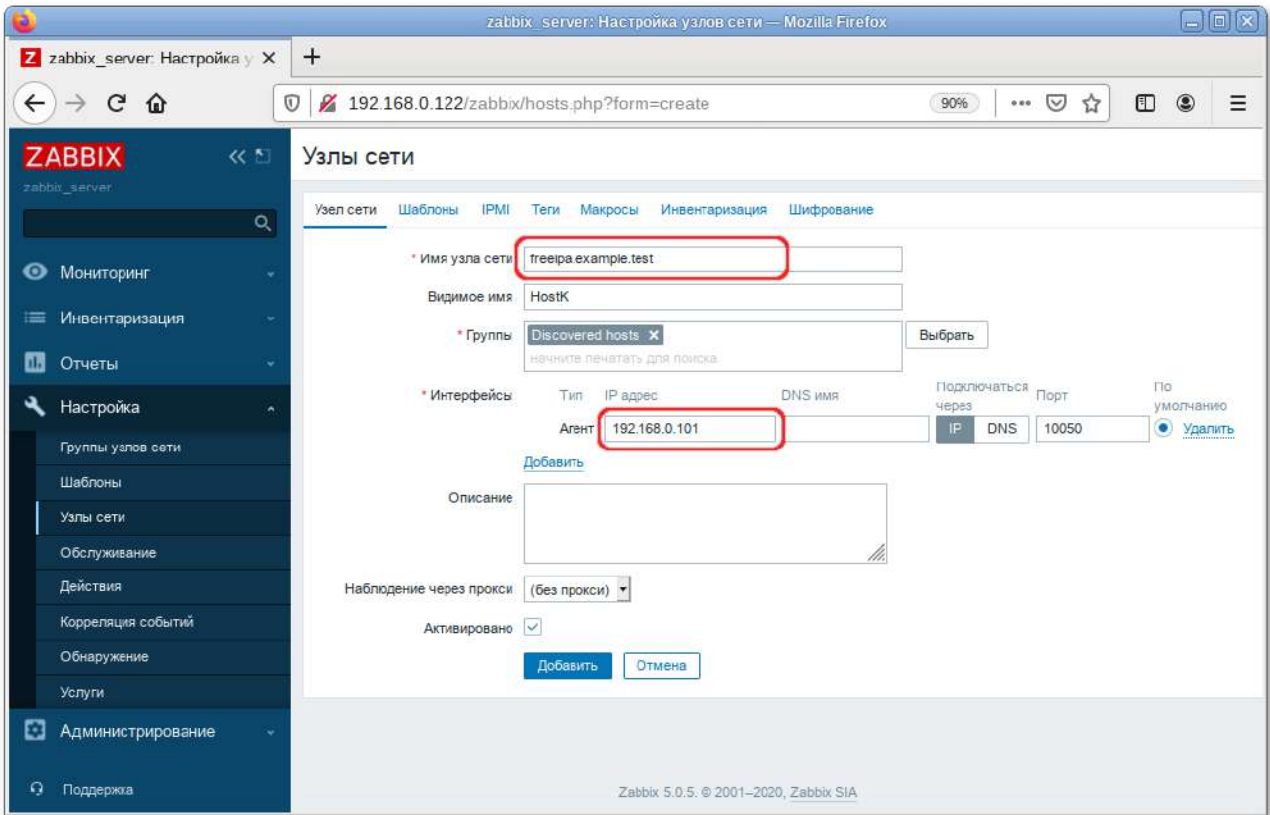 zabbix_server: Настройка узлов сети — Mozilla Firefox
Z zabbix_server: Настройка у
192.168.0.122/zabbix/hosts.php?form=create 90%
ZABBIX
zabbix_server
Мониторинг
Инвентаризация
Отчеты
Настройка
Группы узлов сети
Шаблоны
Узлы сети
Обслуживание
Действия
Корреляция событий
Обнаружение
Услуги
Администрирование
Поддержка
Узлы сети
Узел сети Шаблоны IPMI Теги Макросы Инвентаризация Шифрование
* Имя узла сети freeipa.example.test
Видимое имя HostK
* Группы Discovered hosts Выбрать
начните печатать для поиска
* Интерфейсы Тип IP адрес DNS имя Подключаться через Порт По умолчанию
Агент 192.168.0.101 IP DNS 10050 Удалить
Добавить
Описание
Наблюдение через прокси (без прокси)
Активировано
Добавить Отмена
Zabbix 5.0.5. © 2001–2020, Zabbix SIA